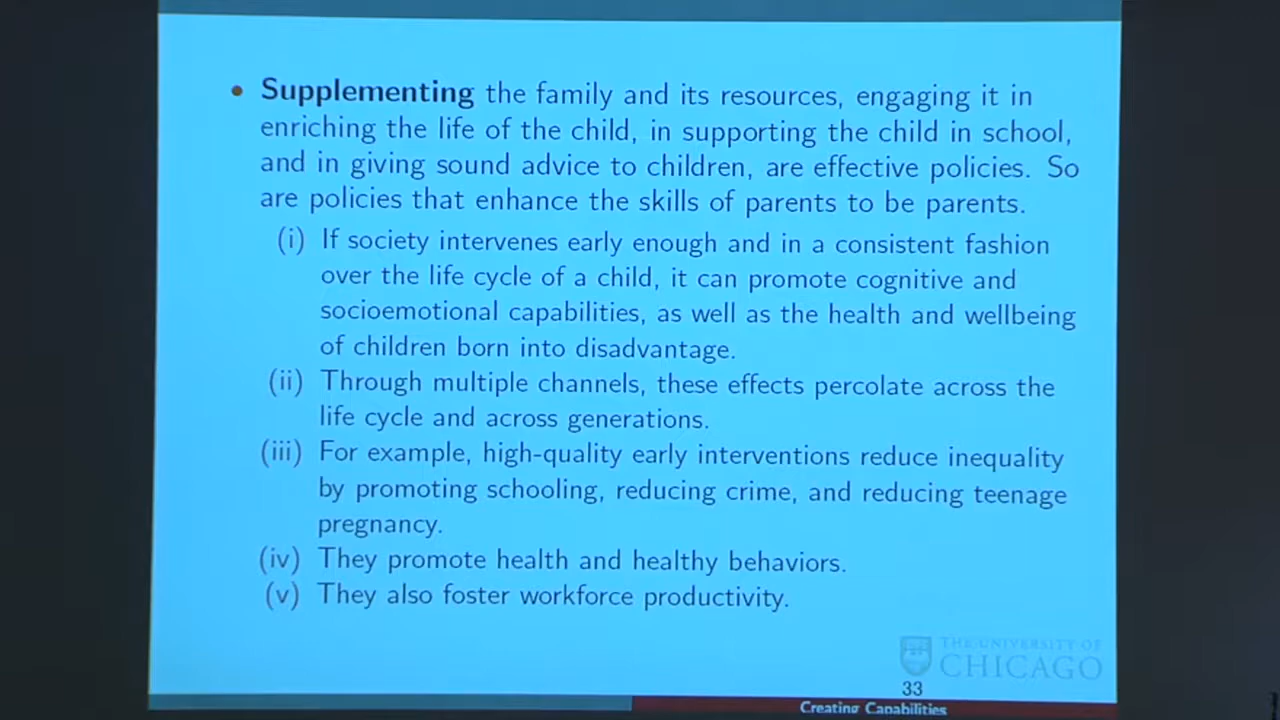 • Supplementing the family and its resources, engaging it in
enriching the life of the child, in supporting the child in school,
and in giving sound advice to children, are effective policies. So
are policies that enhance the skills of parents to be parents.
(i) If society intervenes early enough and in a consistent fashion
over the life cycle of a child, it can promote cognitive and
socioemotional capabilities, as well as the health and wellbeing
of children born into disadvantage.
(ii) Through multiple channels, these effects percolate across the
life cycle and across generations.
(iii) For example, high-quality early interventions reduce inequality
by promoting schooling, reducing crime, and reducing teenage
pregnancy.
(iv) They promote health and healthy behaviors.
(v) They also foster workforce productivity.
THE UNIVERSITY OF
CHICAGO
33
Creating Capabilities